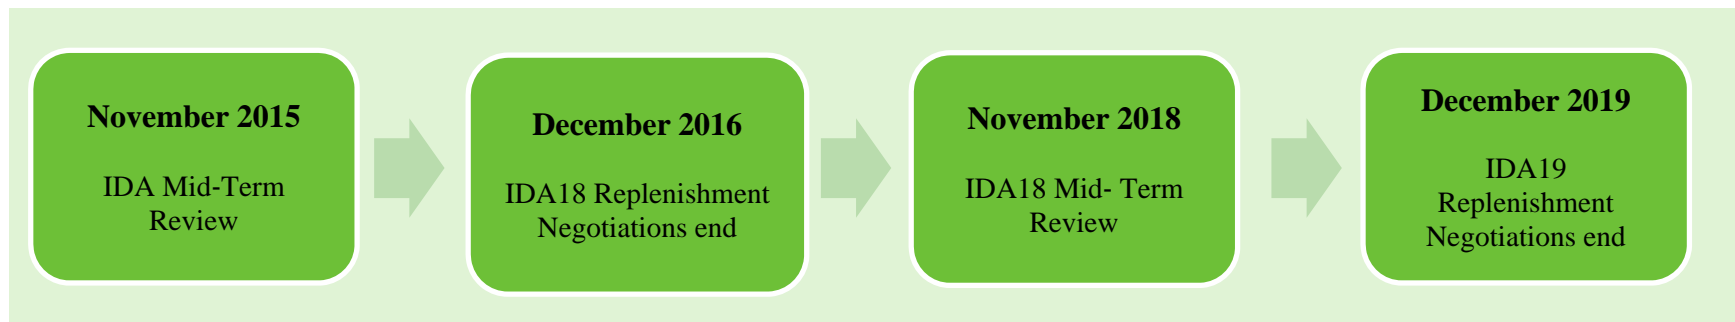 November 2015
IDA Mid-Term
Review
December 2016
IDA18 Replenishment
Negotiations end
November 2018
IDA18 Mid- Term
Review
December 2019
IDA19
Replenishment
Negotiations end